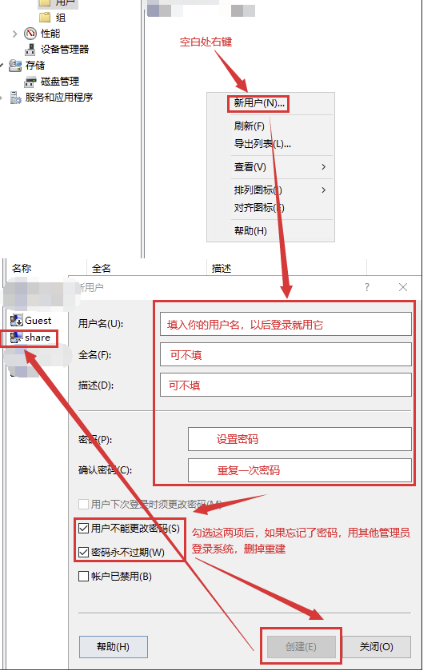 用户
组
性能
设备管理器
存储
磁盘管理
服务和应用程序
空白处右键
新用户(N)...
刷新(F)
导出列表(L)...
查看(V)
排列图标(I)
对齐图标(E)
帮助(H)
名称 全名 描述
新用户 ?
Guest
share
用户名(U): 填入你的用户名，以后登录就用它
全名(F): 可不填
描述(D): 可不填
密码(P): 设置密码
确认密码(C): 重复一次密码
用户下次登录时须更改密码(M)
用户不能更改密码(S)
密码永不过期(W)
帐户已禁用(B)
勾选这两项后，如果忘记了密码，用其他管理员
登录系统，删掉重建
帮助(H) 创建(E) 关闭(O)